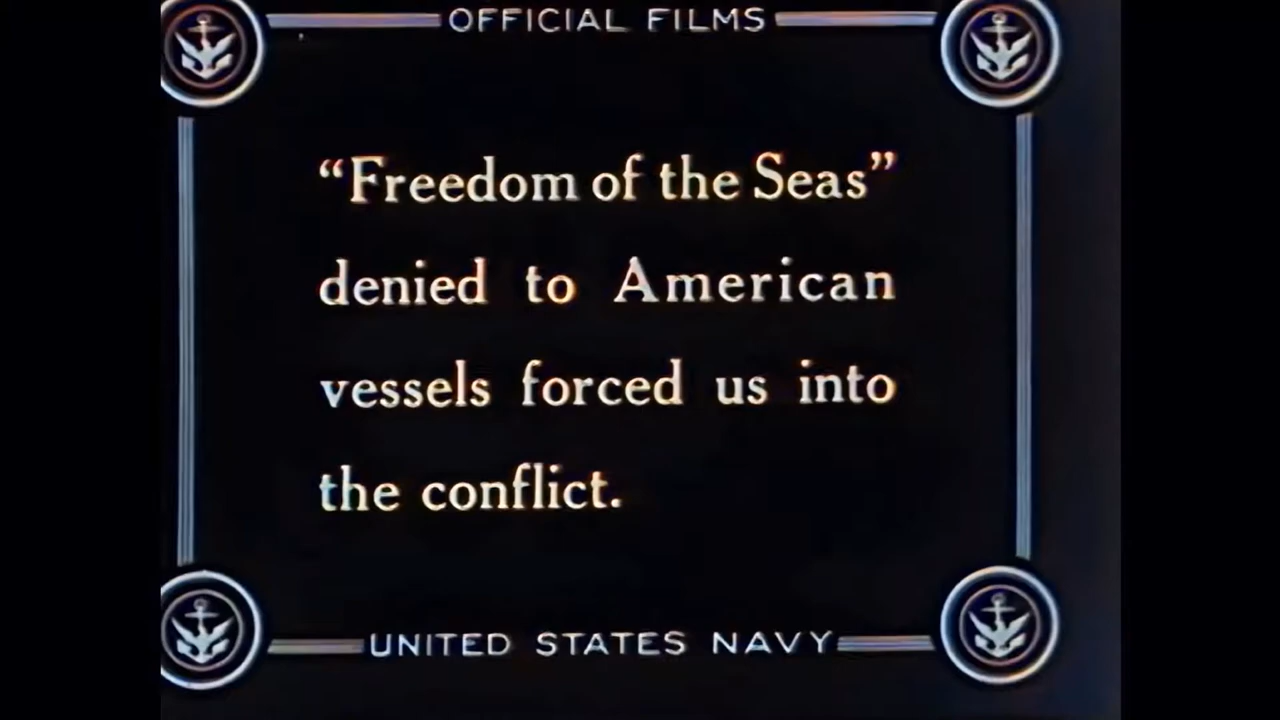 OFFICIAL FILMS
“Freedom of the Seas”
denied to American
vessels forced us into
the conflict.
UNITED STATES NAVY